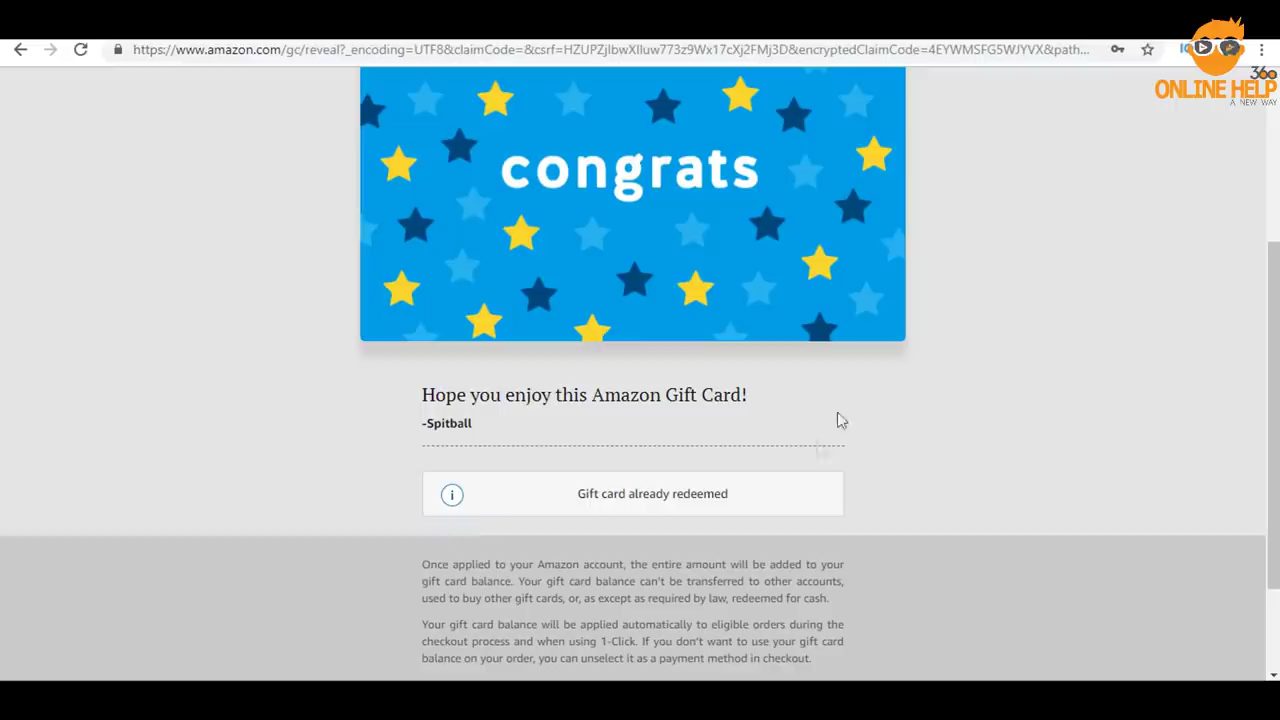 https://www.amazon.com/gc/reveal?_encoding=UTF8&claimCode=&csrf=HZUPZjlbwXlluw773z9Wx17cXj2FMj3D&encryptedClaimCode=4EYWMSFG5WJYVX&path...
360
ONLINE HELP
A NEW WAY
congrats
Hope you enjoy this Amazon Gift Card!
-Spitball
Gift card already redeemed
Once applied to your Amazon account, the entire amount will be added to your
gift card balance. Your gift card balance can't be transferred to other accounts,
used to buy other gift cards, or, as except as required by law, redeemed for cash.
Your gift card balance will be applied automatically to eligible orders during the
checkout process and when using 1-Click. If you don't want to use your gift card
balance on your order, you can unselect it as a payment method in checkout.